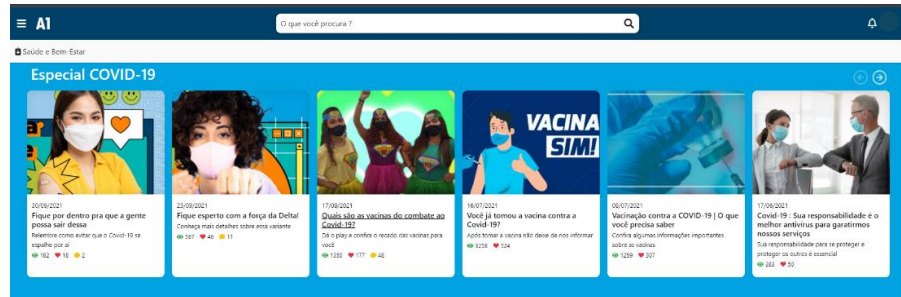 A1
O que você procura ?
Saúde e Bem-Estar
Especial COVID-19
30/09/2021
Fique por dentro pra que a gente
possa sair dessa
Relembre como evitar que o Covid-19 se
espalhe por aí
182 18 2
23/09/2021
Fique esperto com a força da Delta!
Conheça mais detalhes sobre esta variante
587 46 11
17/08/2021
Quais são as vacinas do combate ao
Covid-19?
Dá o play e confira o recado das vacinas para
você
1350 177 48
VACINA
SIM!
16/07/2021
Você já tomou a vacina contra a
Covid-19?
Após tomar a vacina não deixe de nos informar
8258 324
08/07/2021
Vacinação contra a COVID-19 | O que
você precisa saber
Confira algumas informações importantes
sobre as vacinas
1259 307
17/06/2021
Covid-19 : Sua responsabilidade é o
melhor antivírus para garatirmos
nossos serviços
Sua responsabilidade para se proteger e
proteger os outros é essencial
383 50